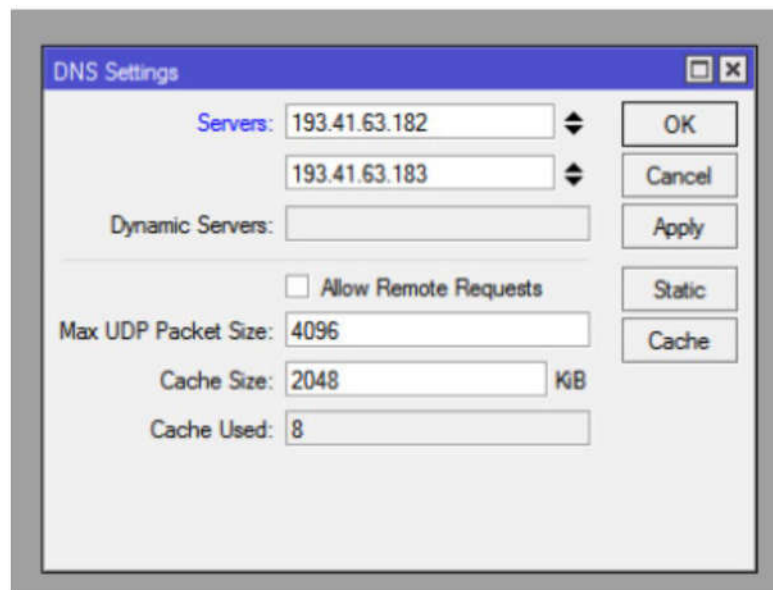 DNS Settings
Servers: 193.41.63.182 OK
193.41.63.183 Cancel
Dynamic Servers: Apply
Allow Remote Requests Static
Max UDP Packet Size: 4096 Cache
Cache Size: 2048 KiB
Cache Used: 8